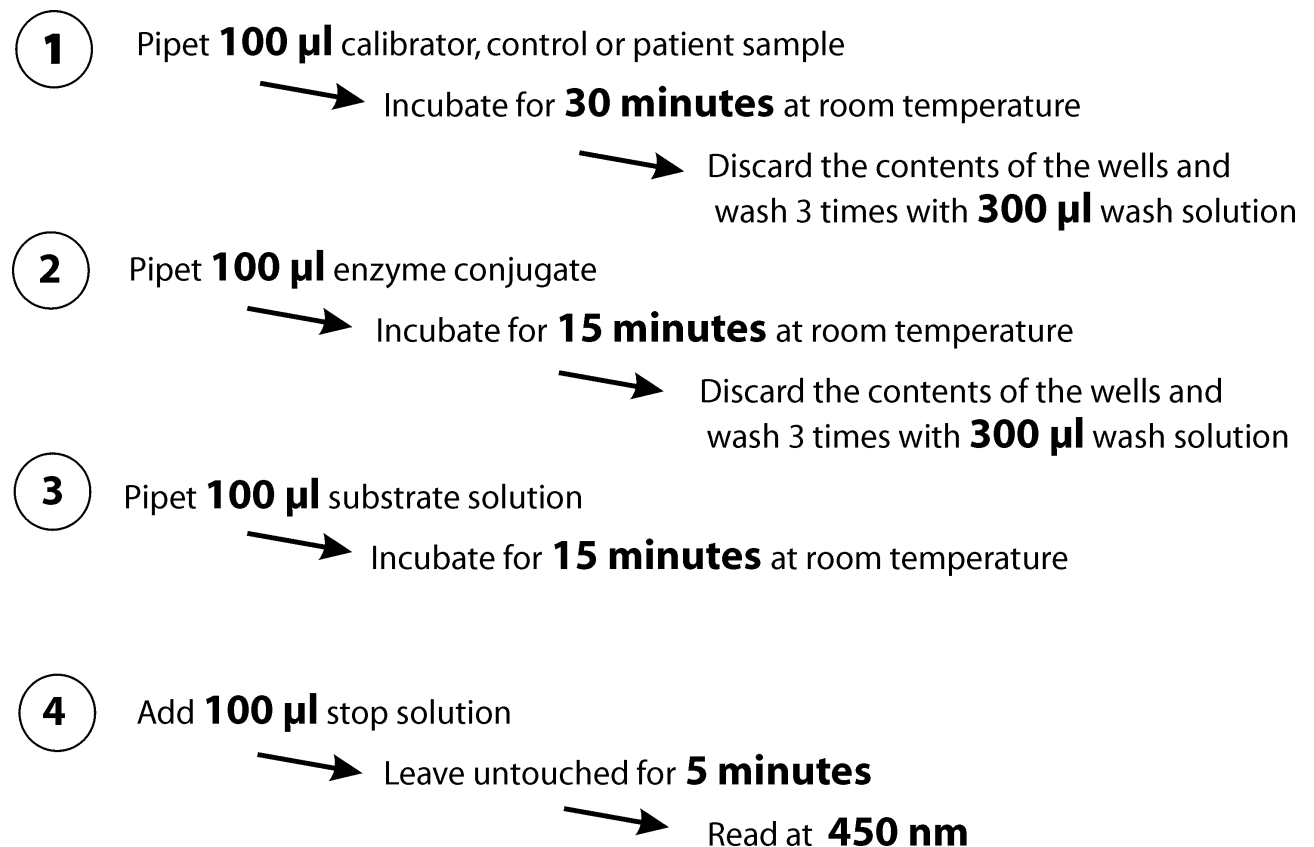 1
Pipet 100 µl calibrator, control or patient sample
Incubate for 30 minutes at room temperature
Discard the contents of the wells and
wash 3 times with 300 µl wash solution
2
Pipet 100 µl enzyme conjugate
Incubate for 15 minutes at room temperature
Discard the contents of the wells and
wash 3 times with 300 µl wash solution
3
Pipet 100 µl substrate solution
Incubate for 15 minutes at room temperature
4
Add 100 µl stop solution
Leave untouched for 5 minutes
Read at 450 nm